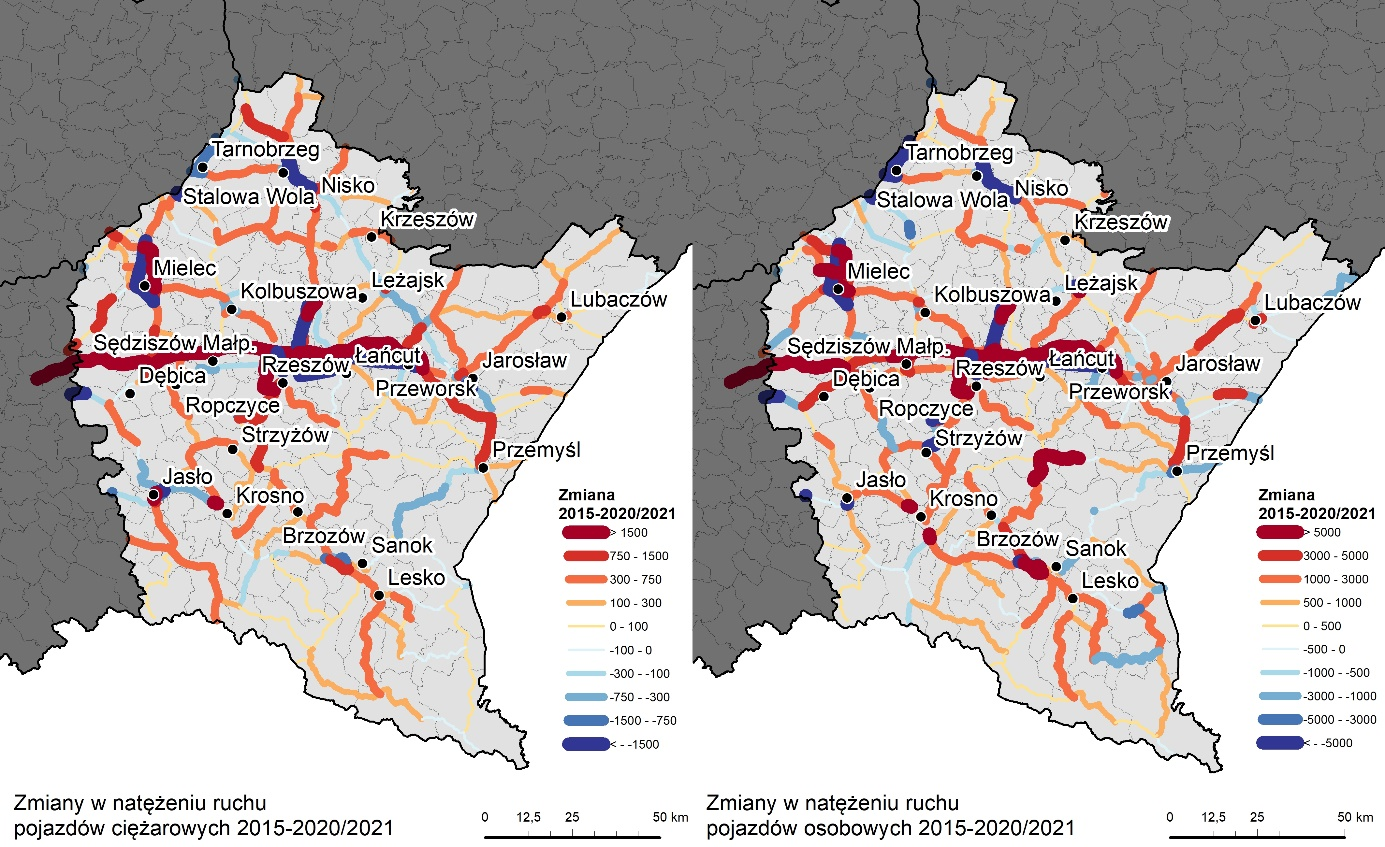 Tarnobrzeg
Stalowa Wola
Nisko
Krzeszów
Mielec
Kolbuszowa
Leżajsk
Lubaczów
Sędziszów Małp.
Rzeszów
Łańcut
Jarosław
Dębica
Przeworsk
Ropczyce
Strzyżów
Przemyśl
Jasło
Krosno
Brzozów
Sanok
Lesko
Zmiana
2015-2020/2021
> 1500
750 - 1500
300 - 750
100 - 300
0 - 100
-100 - 0
-300 - -100
-750 - -300
-1500 - -750
< - -1500
Zmiany w natężeniu ruchu
pojazdów ciężarowych 2015-2020/2021
0 12,5 25 50 km
Tarnobrzeg
Stalowa Wola
Nisko
Krzeszów
Mielec
Kolbuszowa
Leżajsk
Lubaczów
Sędziszów Małp.
Rzeszów
Łańcut
Jarosław
Dębica
Przeworsk
Ropczyce
Strzyżów
Przemyśl
Jasło
Krosno
Brzozów
Sanok
Lesko
Zmiana
2015-2020/2021
> 5000
3000 - 5000
1000 - 3000
500 - 1000
0 - 500
-500 - 0
-1000 - -500
-3000 - -1000
-5000 - -3000
< - -5000
Zmiany w natężeniu ruchu
pojazdów osobowych 2015-2020/2021
0 12,5 25 50 km